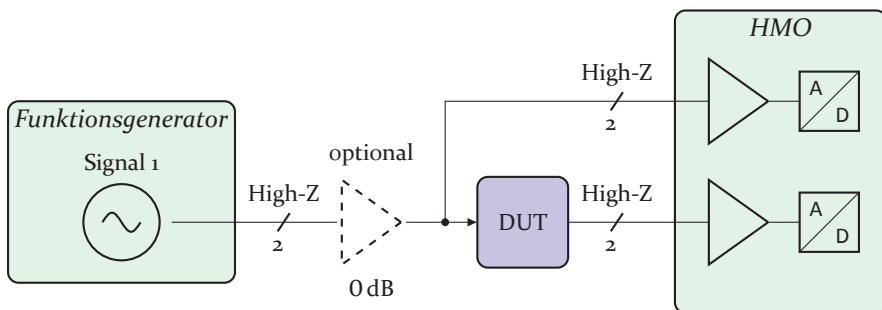 HMO
High-Z
2
A
D
Funktionsgenerator
Signal 1
optional
High-Z
2
0 dB
DUT
High-Z
2
A
D